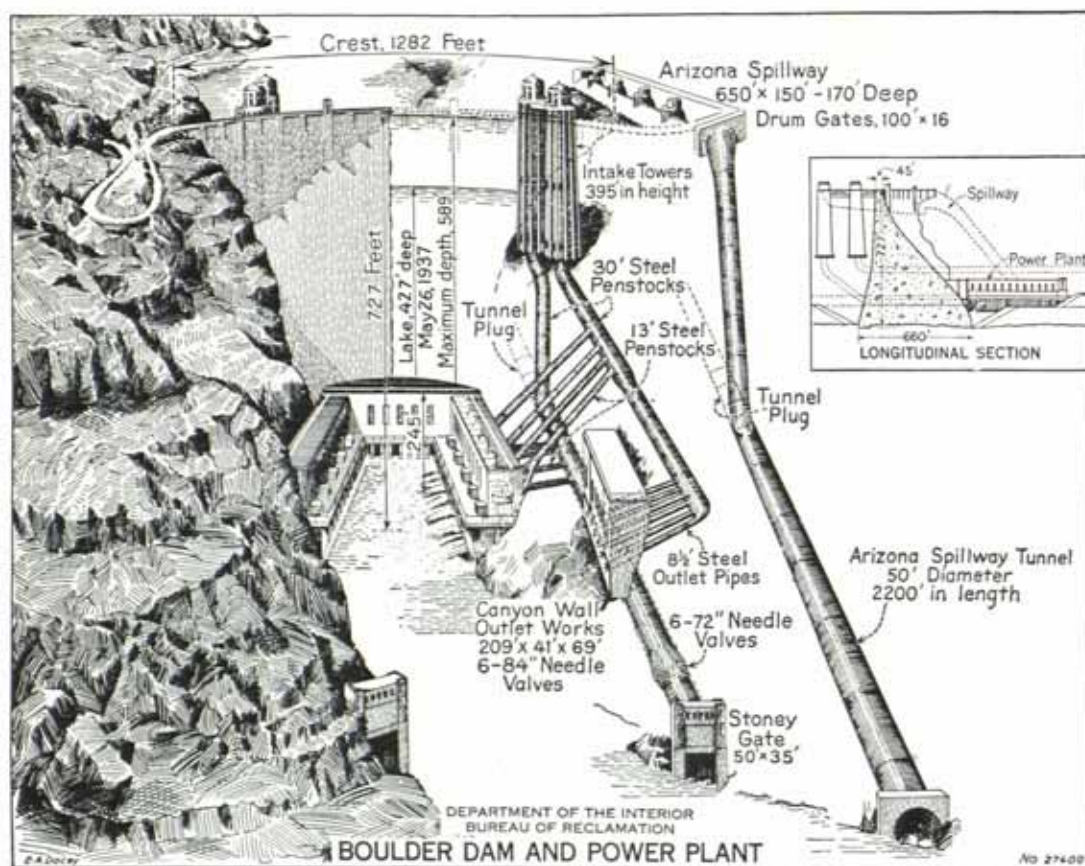 Crest, 1282 Feet
Arizona Spillway
650' × 150' - 170' Deep
Drum Gates, 100' × 16
Intake Towers
395 in height
727 Feet
Lake, 427' deep
May 26, 1937
Maximum depth, 589'
30' Steel
Penstocks
Tunnel
Plug
13' Steel
Penstocks
Tunnel
Plug
8½' Steel
Outlet Pipes
Arizona Spillway Tunnel
50' Diameter
2200' in length
Canyon Wall
Outlet Works
209' x 41' x 69'
6-84" Needle
Valves
6-72" Needle
Valves
Stoney
Gate
50' × 35'
45'
Spillway
727'
Power Plant
660'
LONGITUDINAL SECTION
DEPARTMENT OF THE INTERIOR
BUREAU OF RECLAMATION
BOULDER DAM AND POWER PLANT